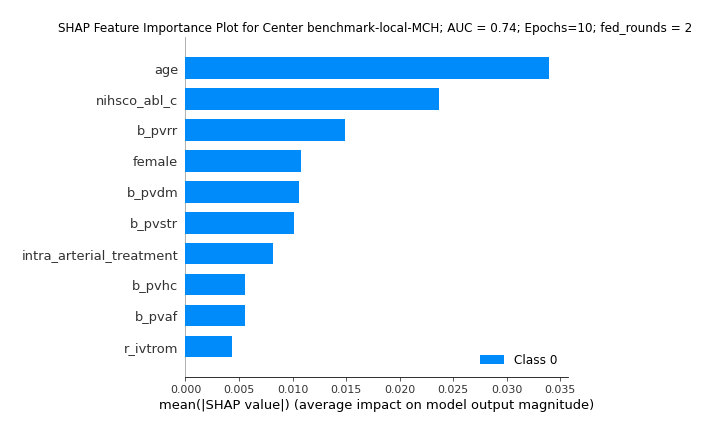 SHAP Feature Importance Plot for Center benchmark-local-MCH; AUC = 0.74; Epochs=10; fed_rounds = 2
age
nihsco_abl_c
b_pvrr
female
b_pvdm
b_pvstr
intra_arterial_treatment
b_pvhc
b_pvaf
r_ivtrom
Class 0
0.000 0.005 0.010 0.015 0.020 0.025 0.030 0.035
mean(|SHAP value|) (average impact on model output magnitude)